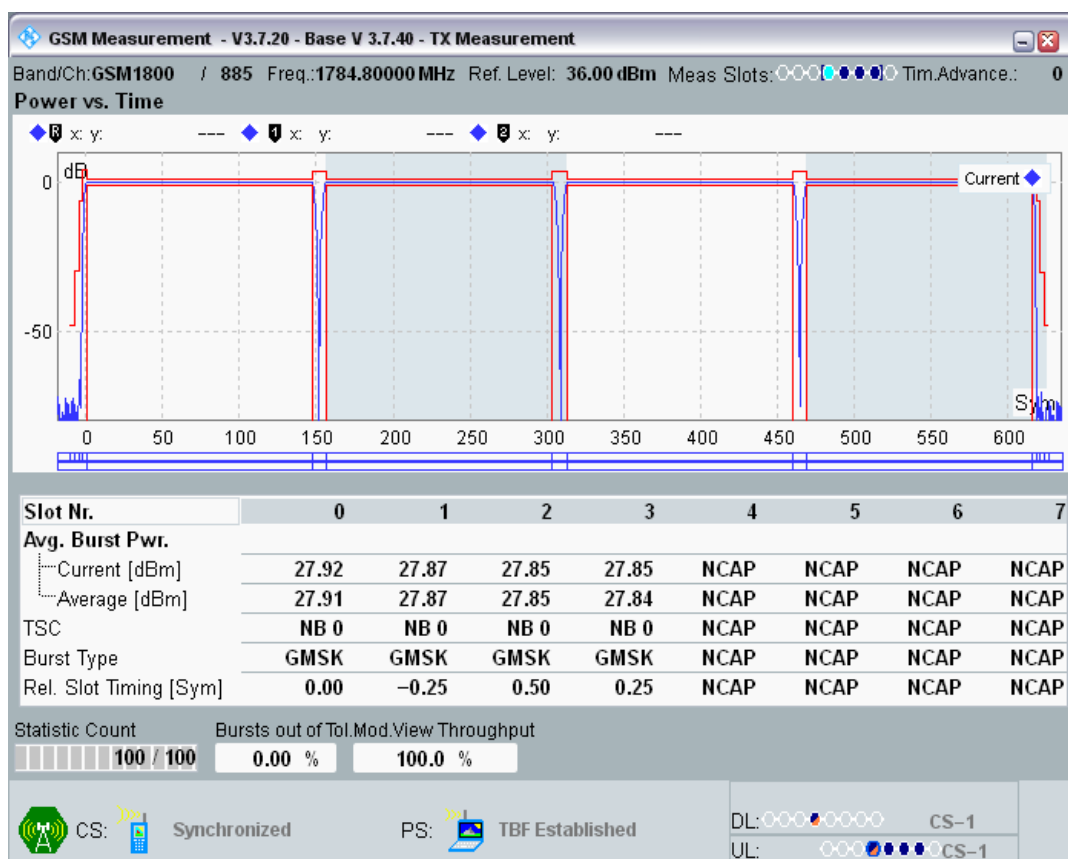 GSM Measurement - V3.7.20 - Base V 3.7.40 - TX Measurement
Band/Ch:GSM1800 / 885 Freq.:1784.80000 MHz Ref. Level: 36.00 dBm Meas Slots: Tim.Advance.: 0
Power vs. Time
R x: y: --- 1 x: y: --- 2 x: y: ---
dB
Current
0
-50
Sym
0 50 100 150 200 250 300 350 400 450 500 550 600
Slot Nr. 0 1 2 3 4 5 6 7
Avg. Burst Pwr.
Current [dBm] 27.92 27.87 27.85 27.85 NCAP NCAP NCAP NCAP
Average [dBm] 27.91 27.87 27.85 27.84 NCAP NCAP NCAP NCAP
TSC NB 0 NB 0 NB 0 NB 0 NCAP NCAP NCAP NCAP
Burst Type GMSK GMSK GMSK GMSK NCAP NCAP NCAP NCAP
Rel. Slot Timing [Sym] 0.00 −0.25 0.50 0.25 NCAP NCAP NCAP NCAP
Statistic Count Bursts out of Tol. Mod.View Throughput
100 / 100 0.00 % 100.0 %
CS: Synchronized PS: TBF Established DL: CS−1
UL: CS−1